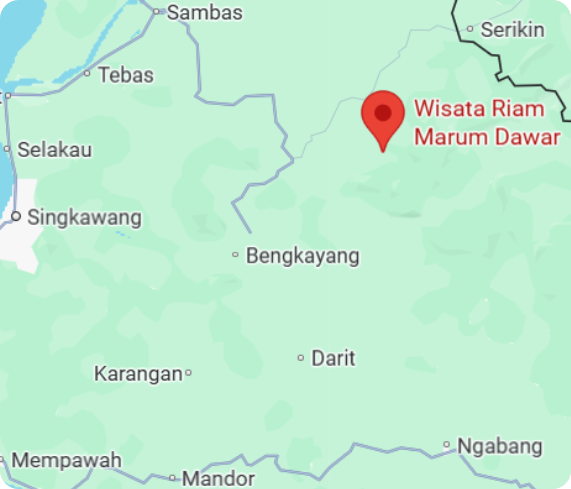 Sambas
Serikin
Tebas
Wisata Riam
Marum Dawar
Selakau
Singkawang
Bengkayang
Darit
Karangan
Ngabang
Mempawah
Mandor